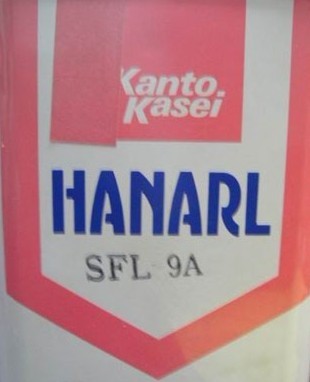 Kanto
Kasei
HANARL
SFL 9A